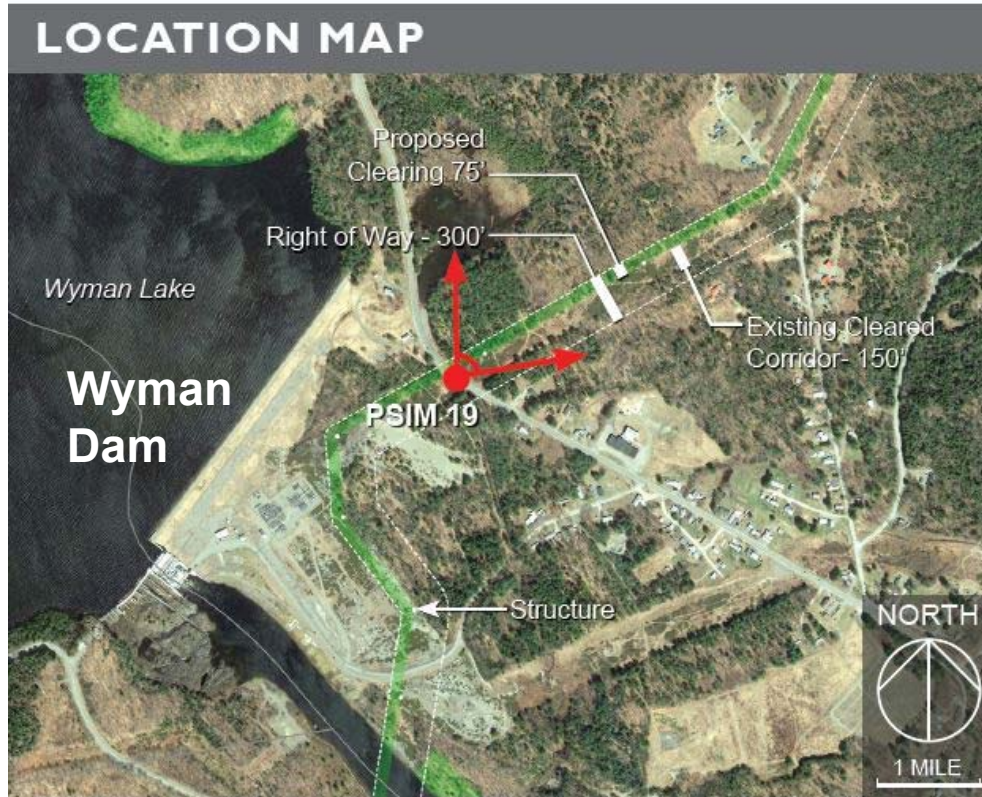 LOCATION MAP
Proposed
Clearing 75'
Right of Way - 300'
Wyman Lake
Existing Cleared
Corridor- 150'
Wyman
Dam
PSIM 19
Structure
NORTH
1 MILE